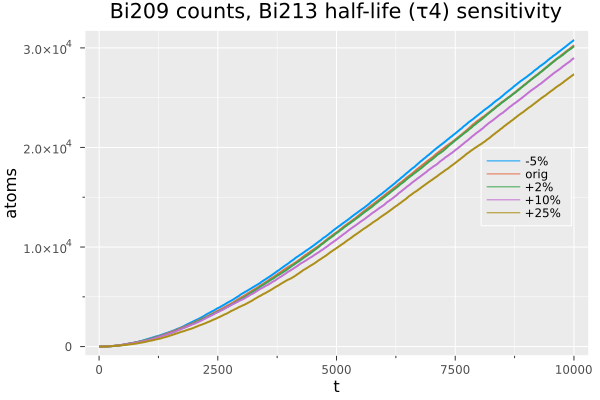 Bi209 counts, Bi213 half-life (τ4) sensitivity
3.0×10⁴
2.0×10⁴
1.0×10⁴
0
atoms
-5%
orig
+2%
+10%
+25%
0 2500 5000 7500 10000
t